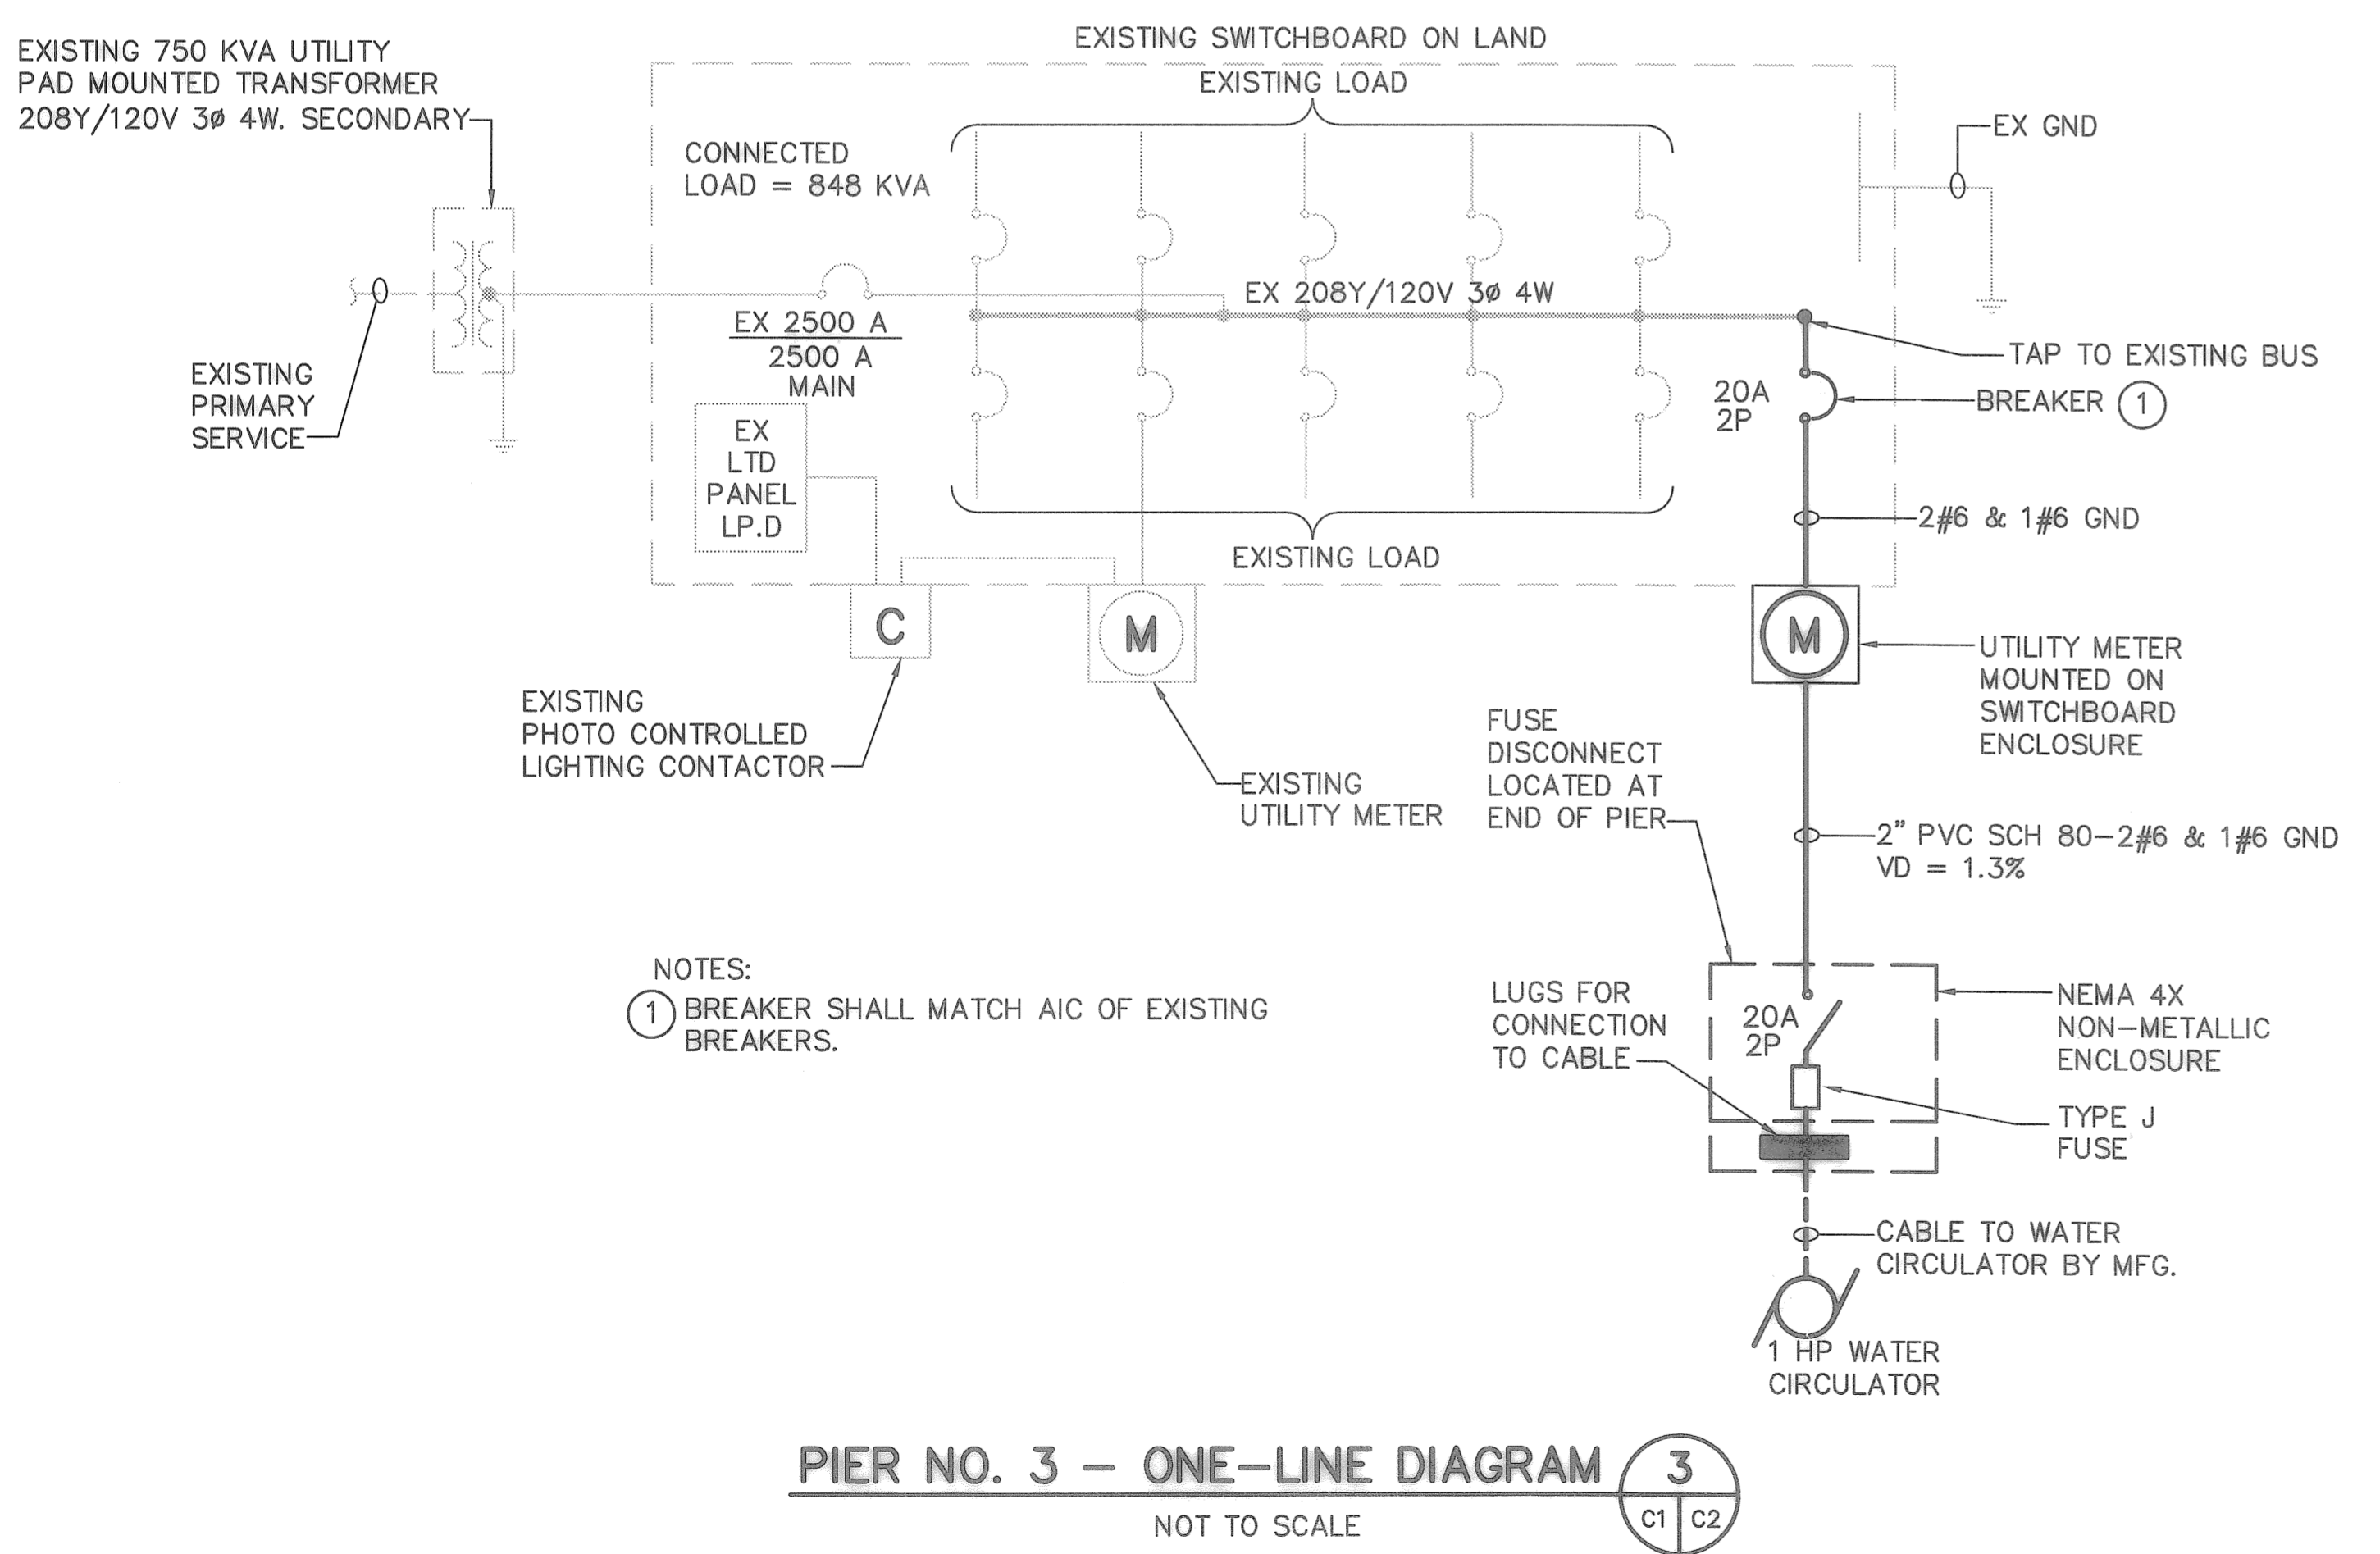 EXISTING 750 KVA UTILITY
PAD MOUNTED TRANSFORMER
208Y/120V 3ø 4W. SECONDARY
EXISTING SWITCHBOARD ON LAND
EXISTING LOAD
CONNECTED
LOAD = 848 KVA
EX GND
EX 208Y/120V 3ø 4W
EX 2500 A
2500 A
MAIN
EXISTING
PRIMARY
SERVICE
TAP TO EXISTING BUS
20A
2P
BREAKER 1
EX
LTD
PANEL
LP.D
2#6 & 1#6 GND
EXISTING LOAD
C
M
M
UTILITY METER
MOUNTED ON
SWITCHBOARD
ENCLOSURE
EXISTING
PHOTO CONTROLLED
LIGHTING CONTACTOR
EXISTING
UTILITY METER
FUSE
DISCONNECT
LOCATED AT
END OF PIER
2" PVC SCH 80-2#6 & 1#6 GND
VD = 1.3%
NOTES:
1 BREAKER SHALL MATCH AIC OF EXISTING
BREAKERS.
LUGS FOR
CONNECTION
TO CABLE
20A
2P
NEMA 4X
NON-METALLIC
ENCLOSURE
TYPE J
FUSE
CABLE TO WATER
CIRCULATOR BY MFG.
1 HP WATER
CIRCULATOR
PIER NO. 3 - ONE-LINE DIAGRAM
3
C1 C2
NOT TO SCALE